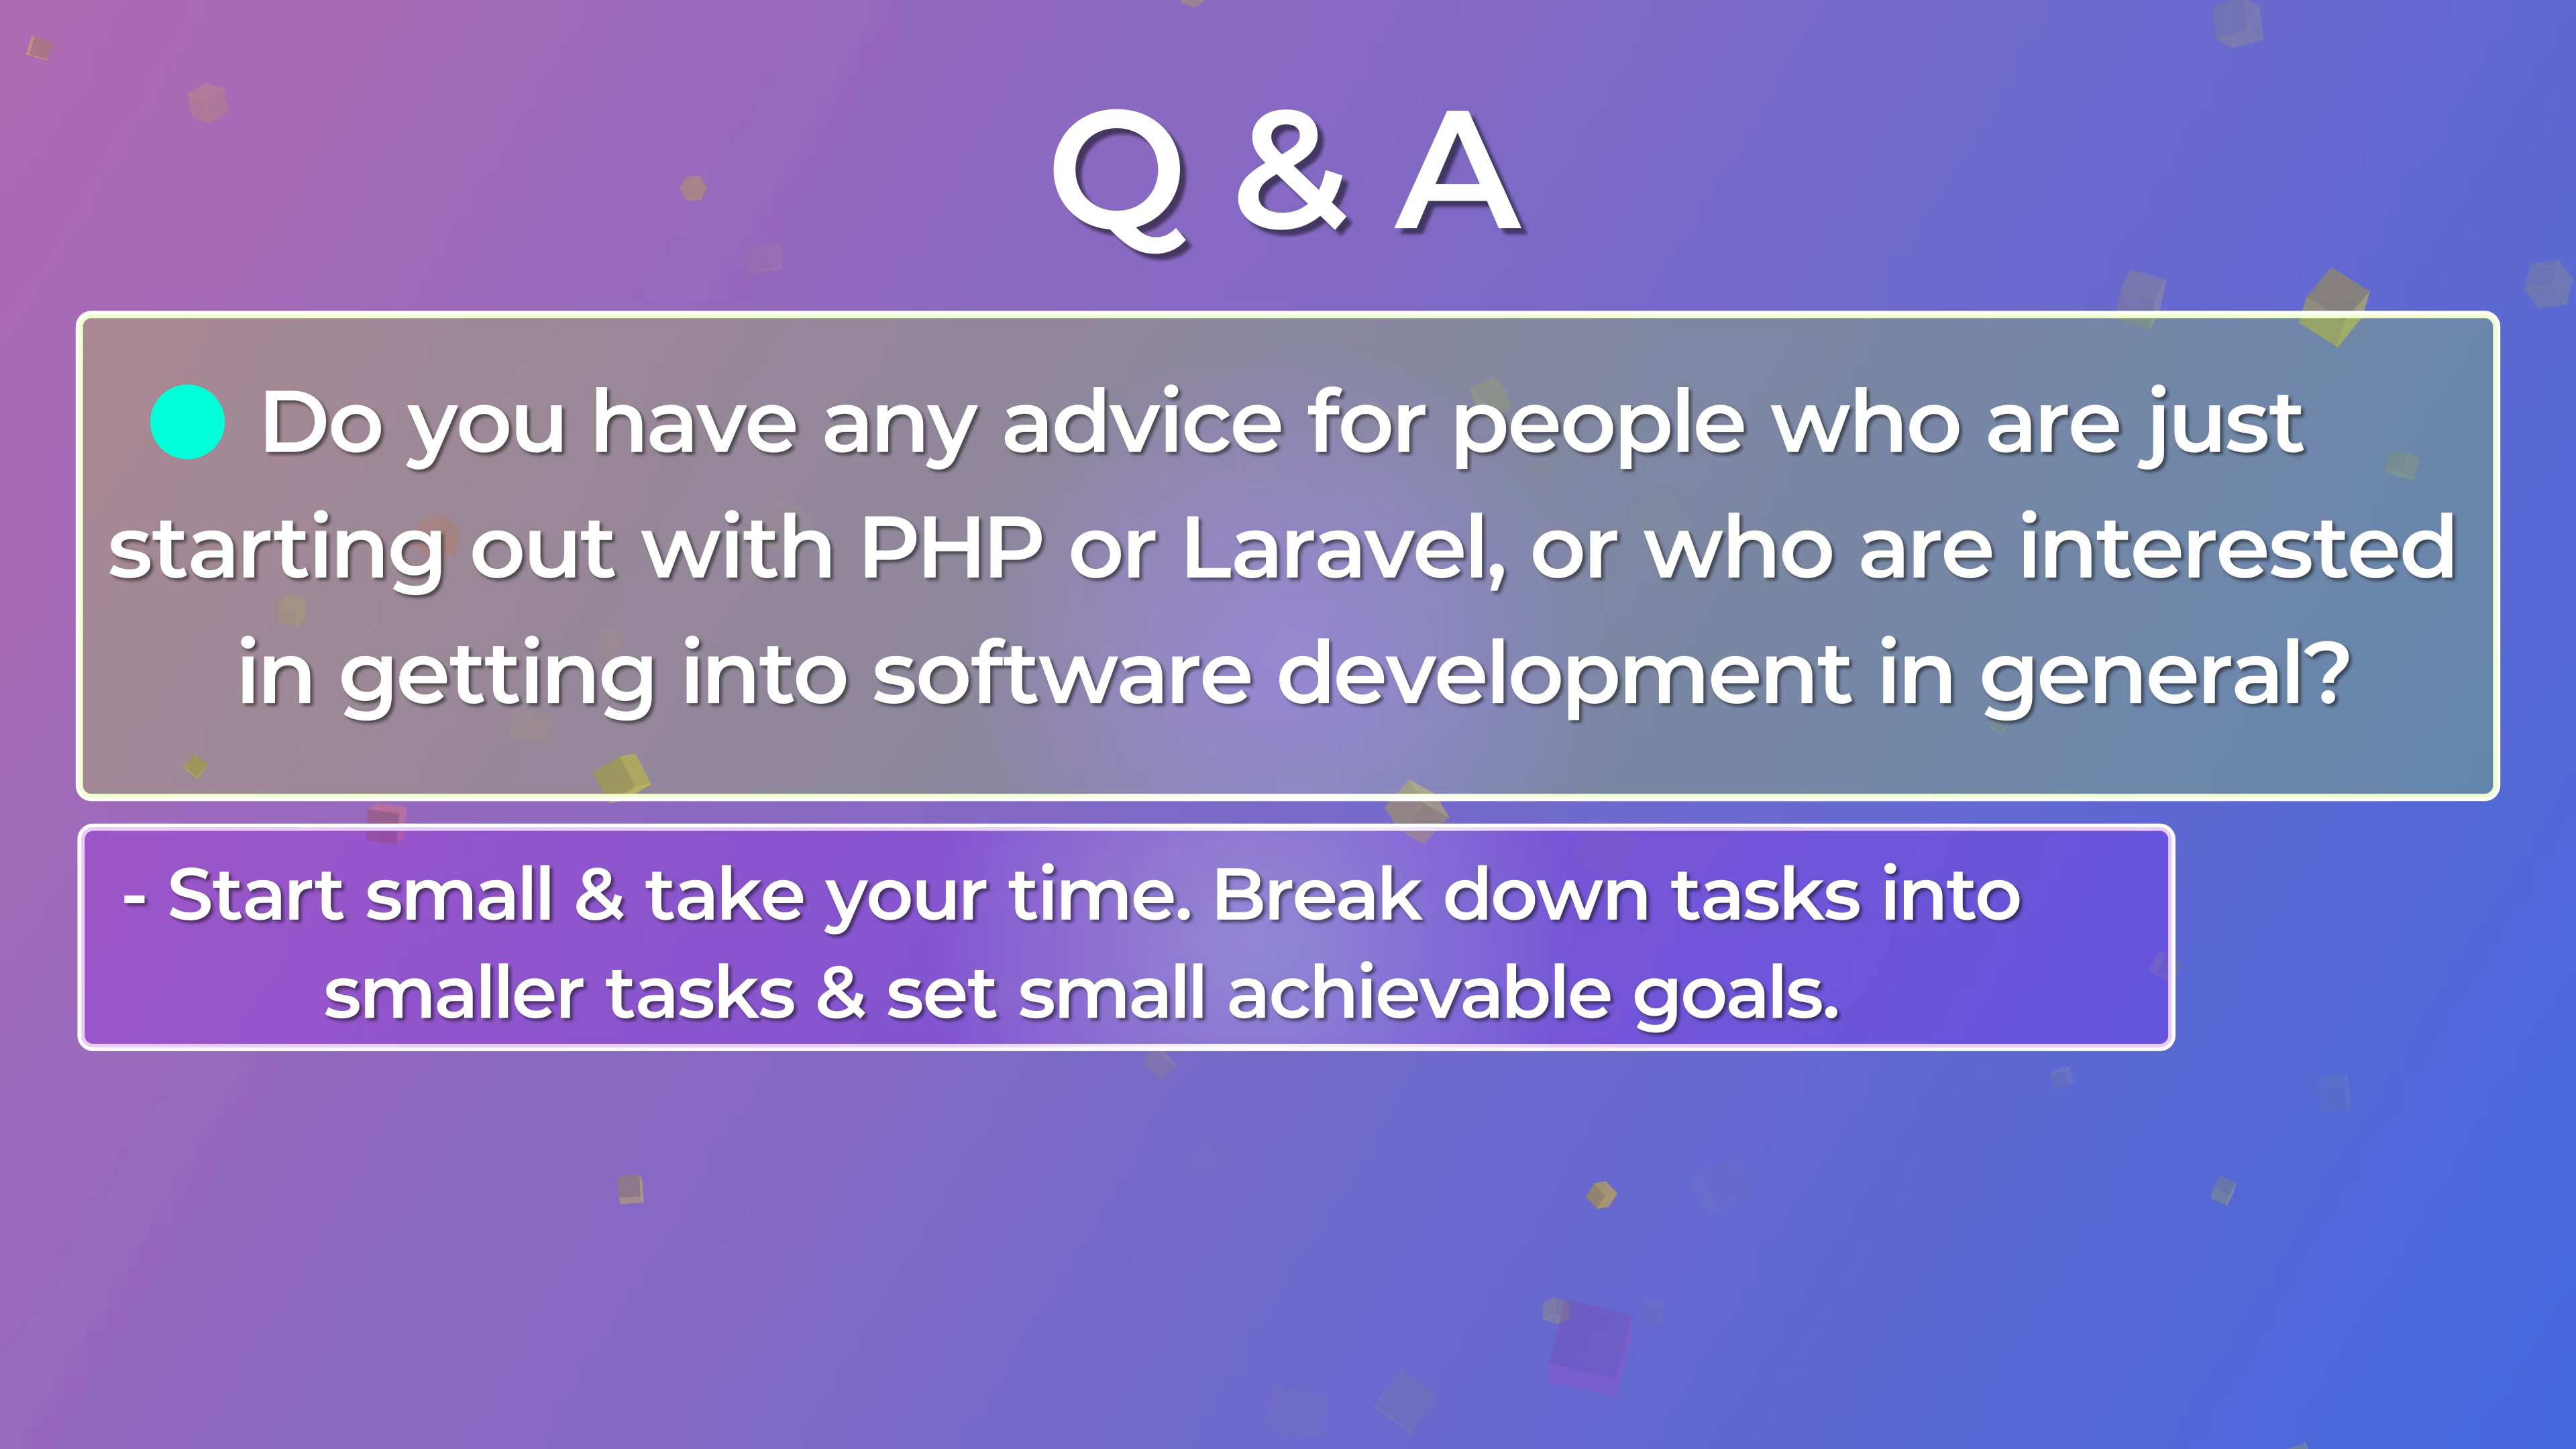 Q & A
Do you have any advice for people who are just
starting out with PHP or Laravel, or who are interested
in getting into software development in general?
- Start small & take your time. Break down tasks into
smaller tasks & set small achievable goals.